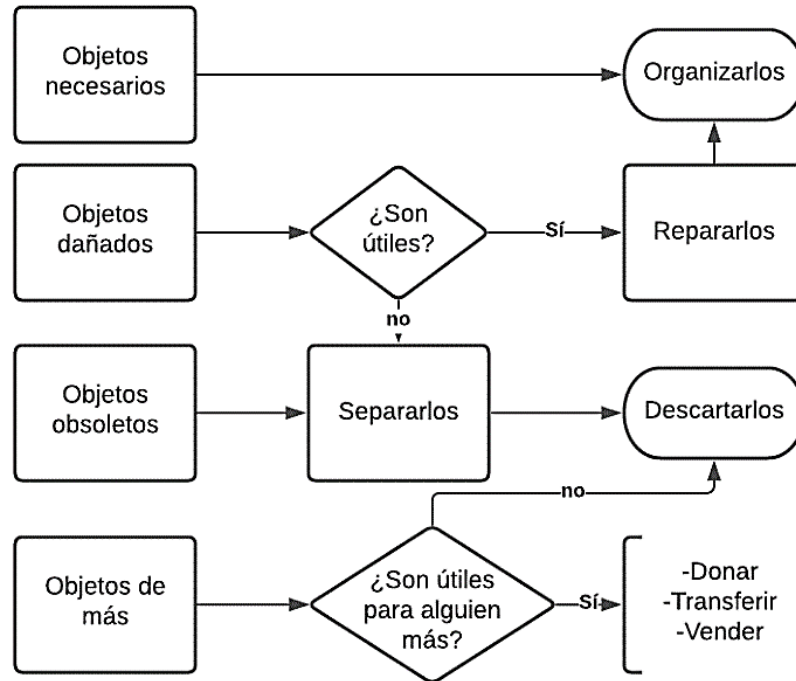 Objetos
necesarios
Organizarlos
Objetos
dañados
¿Son
útiles?
Sí
Repararlos
no
Objetos
obsoletos
Separarlos
Descartarlos
no
Objetos de
más
¿Son útiles
para alguien
más?
Sí
-Donar
-Transferir
-Vender